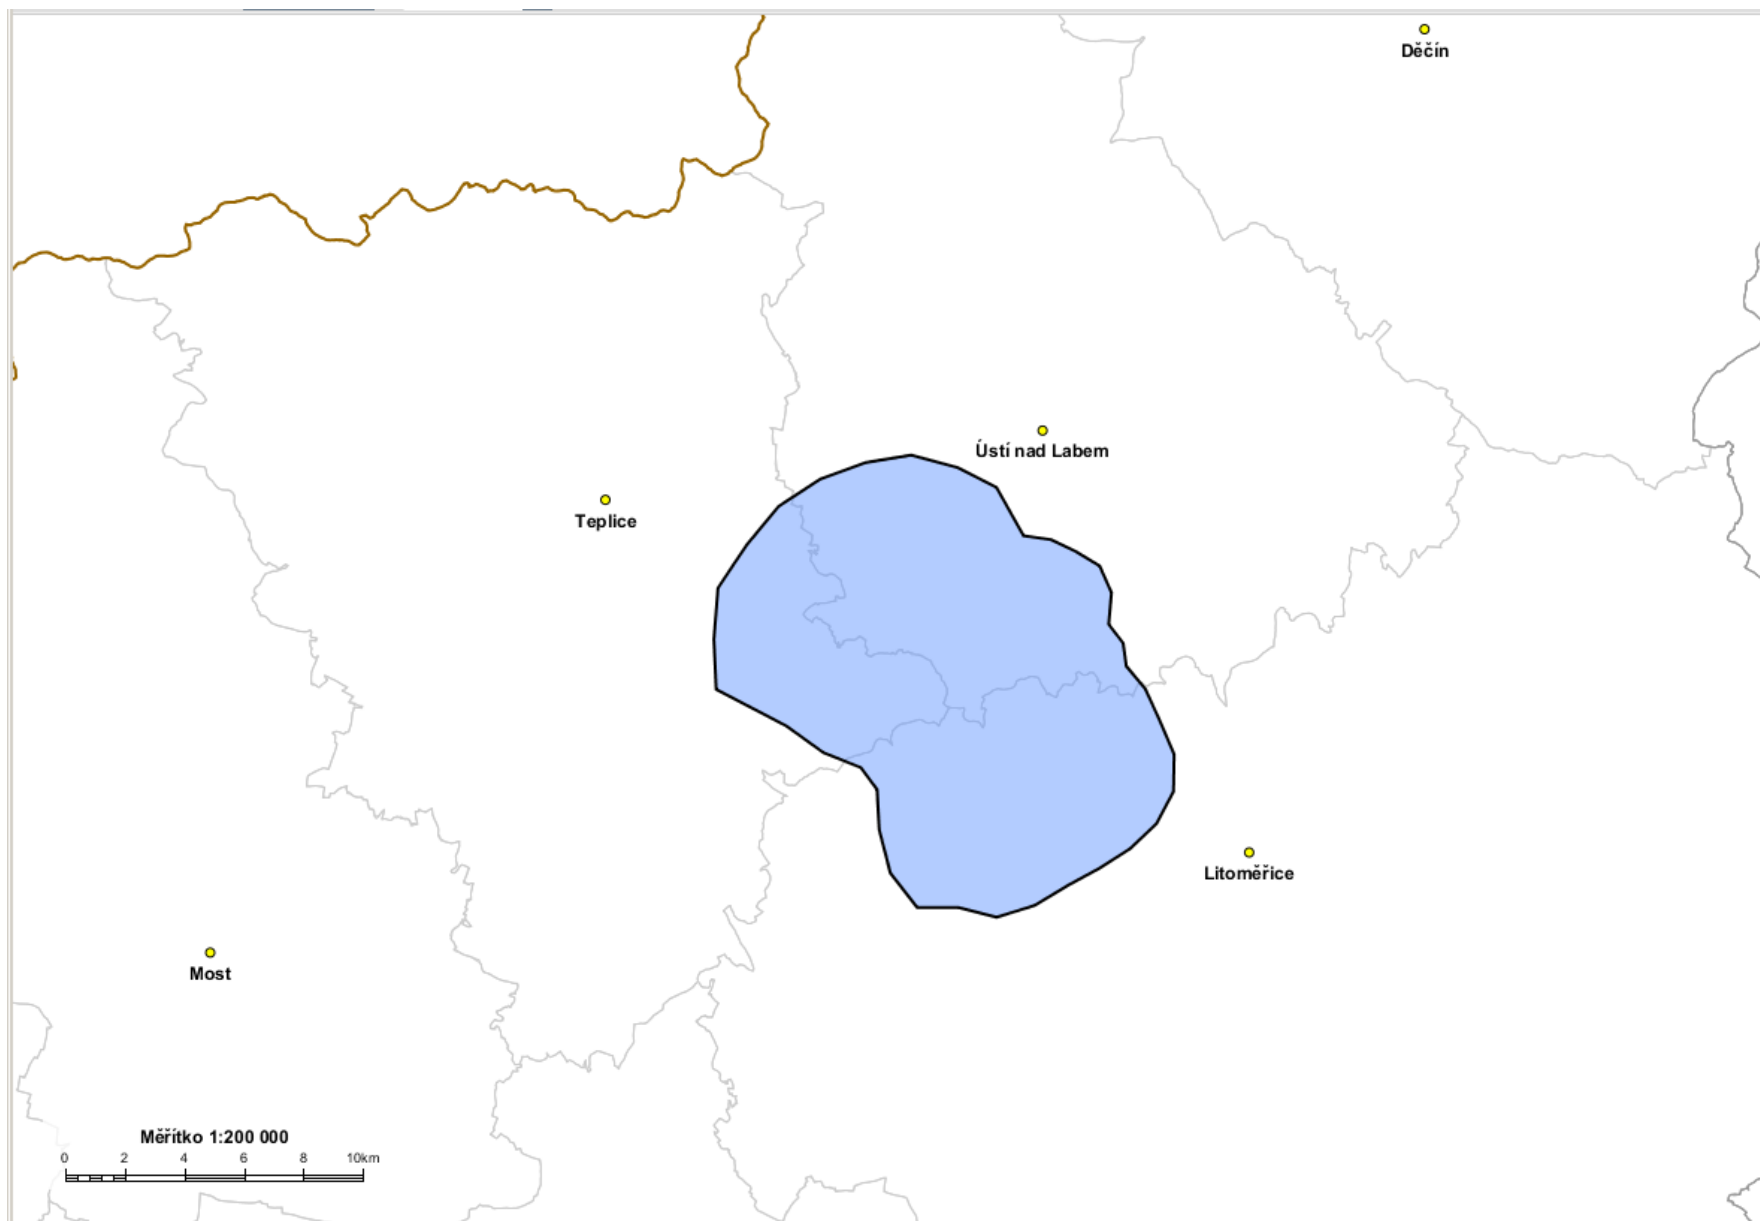 Děčín
Ústí nad Labem
Teplice
Litoměřice
Most
Měřítko 1:200 000
0 2 4 6 8 10km